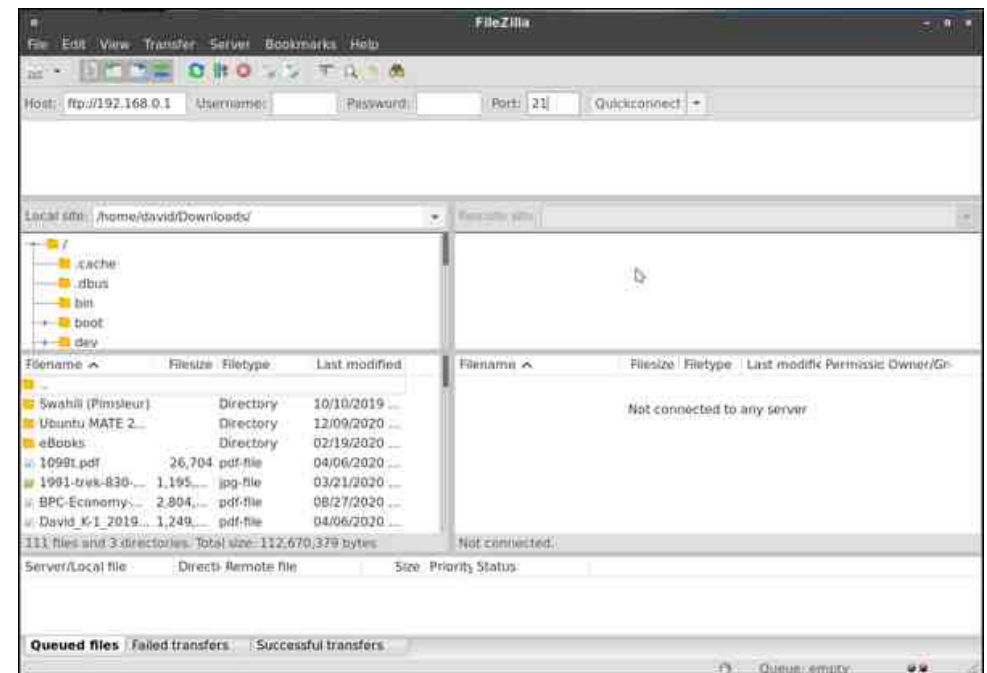 FileZilla
File Edit View Transfer Server Bookmarks Help
Host: ftp://192.168.0.1 Username: Password: Port: 21 Quickconnect
Local site: /home/david/Downloads/ Remote site:
/
.cache
.dbus
bin
boot
dev
Filename Filesize Filetype Last modified
..
Swahili (Pimsleur) Directory 10/10/2019 ...
Ubuntu MATE 2... Directory 12/09/2020 ...
eBooks Directory 02/19/2020 ...
1098t.pdf 26,704 pdf-file 04/06/2020 ...
1991-trek-830-... 1,195,... jpg-file 03/21/2020 ...
BPC-Economy-... 2,804,... pdf-file 08/27/2020 ...
David_K-1_2019... 1,249,... pdf-file 04/06/2020 ...
111 files and 3 directories. Total size: 112,670,379 bytes
Filename Filesize Filetype Last modific Permissic Owner/Gr
Not connected to any server
Not connected.
Server/Local file Directi Remote file Size Priority Status
Queued files Failed transfers Successful transfers
Queue: empty